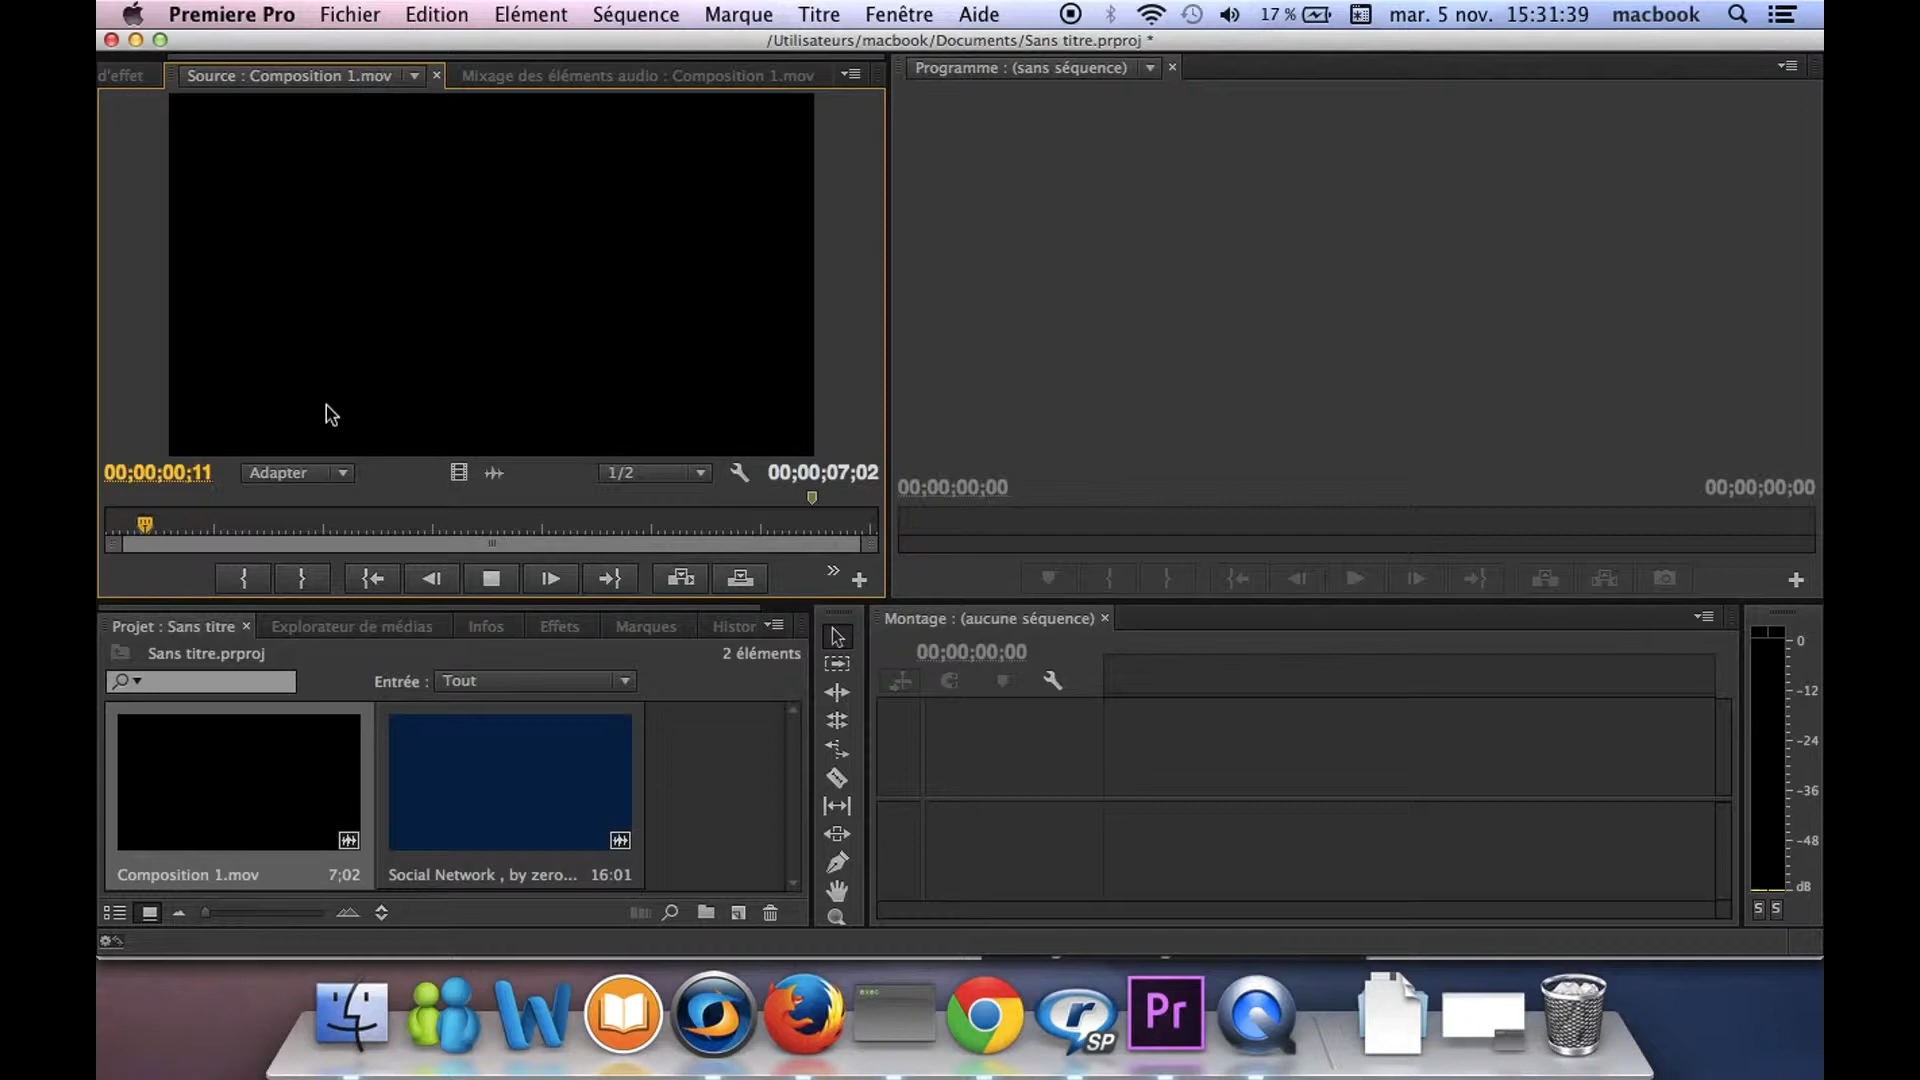 Premiere Pro Fichier Edition Elément Séquence Marque Titre Fenêtre Aide 17 % mar. 5 nov. 15:31:39 macbook
/Utilisateurs/macbook/Documents/Sans titre.prproj *
d'effet Source : Composition 1.mov × Mixage des éléments audio : Composition 1.mov
Programme : (sans séquence) ×
00;00;00;11 Adapter 1/2 00;00;07;02
00;00;00;00 00;00;00;00
Projet : Sans titre × Explorateur de médias Infos Effets Marques Histor
Sans titre.prproj 2 éléments
Entrée : Tout
Composition 1.mov 7;02
Social Network , by zero... 16:01
Montage : (aucune séquence) ×
00;00;00;00
0
-12
-24
-36
-48
dB
S S
exec
W
SP
Pr